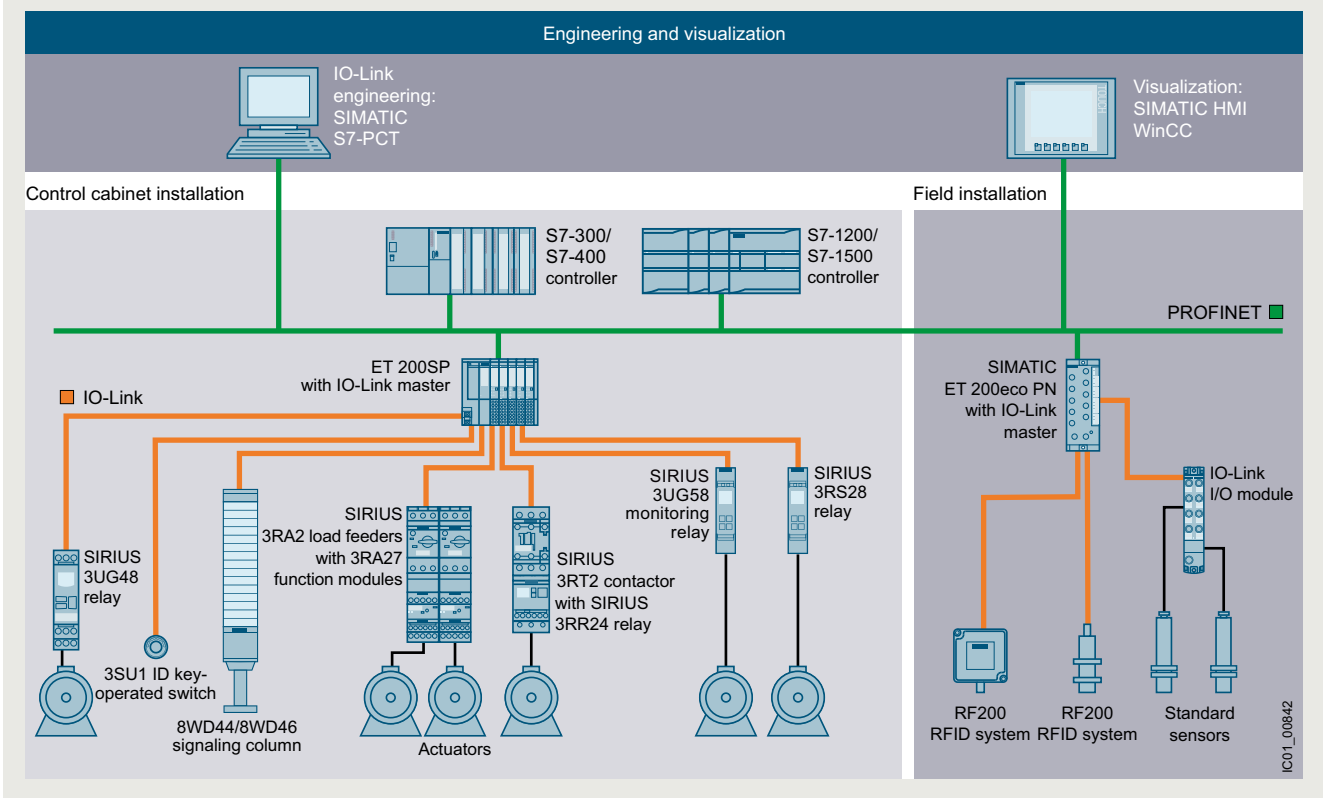 Engineering and visualization
IO-Link
engineering:
SIMATIC
S7-PCT
Visualization:
SIMATIC HMI
WinCC
Control cabinet installation
Field installation
S7-300/
S7-400
controller
S7-1200/
S7-1500
controller
PROFINET
ET 200SP
with IO-Link master
IO-Link
SIMATIC
ET 200eco PN
with IO-Link
master
SIRIUS
3UG48
relay
3SU1 ID key-
operated switch
8WD44/8WD46
signaling column
SIRIUS
3RA2 load feeders
with 3RA27
function modules
SIRIUS
3RT2 contactor
with SIRIUS
3RR24 relay
Actuators
SIRIUS
3UG58
monitoring
relay
SIRIUS
3RS28
relay
IO-Link
I/O module
RF200
RFID system
RF200
RFID system
Standard
sensors
IC01_00842